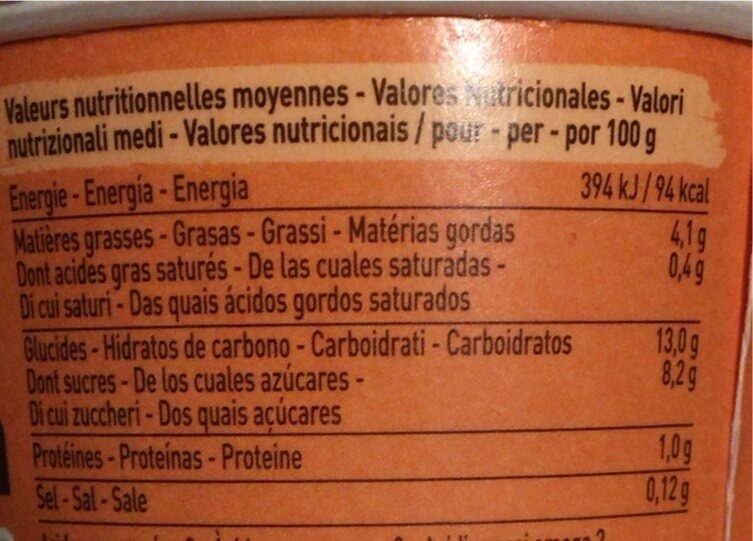 Valeurs nutritionnelles moyennes - Valores Nutricionales - Valori
nutrizionali medi - Valores nutricionais / pour - per - por 100 g
Energie - Energía - Energia 394 kJ / 94 kcal
Matières grasses - Grasas - Grassi - Matérias gordas 4,1 g
Dont acides gras saturés - De las cuales saturadas - 0,4 g
Di cui saturi - Das quais ácidos gordos saturados
Glucides - Hidratos de carbono - Carboidrati - Carboidratos 13,0 g
Dont sucres - De los cuales azúcares - 8,2 g
Di cui zuccheri - Dos quais açúcares
Protéines - Proteínas - Proteine 1,0 g
Sel - Sal - Sale 0,12 g